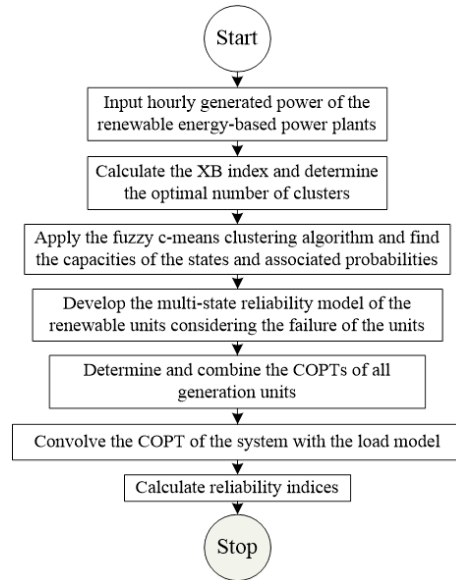 Start
Input hourly generated power of the
renewable energy-based power plants
Calculate the XB index and determine
the optimal number of clusters
Apply the fuzzy c-means clustering algorithm and find
the capacities of the states and associated probabilities
Develop the multi-state reliability model of the
renewable units considering the failure of the units
Determine and combine the COPTs of all
generation units
Convolve the COPT of the system with the load model
Calculate reliability indices
Stop